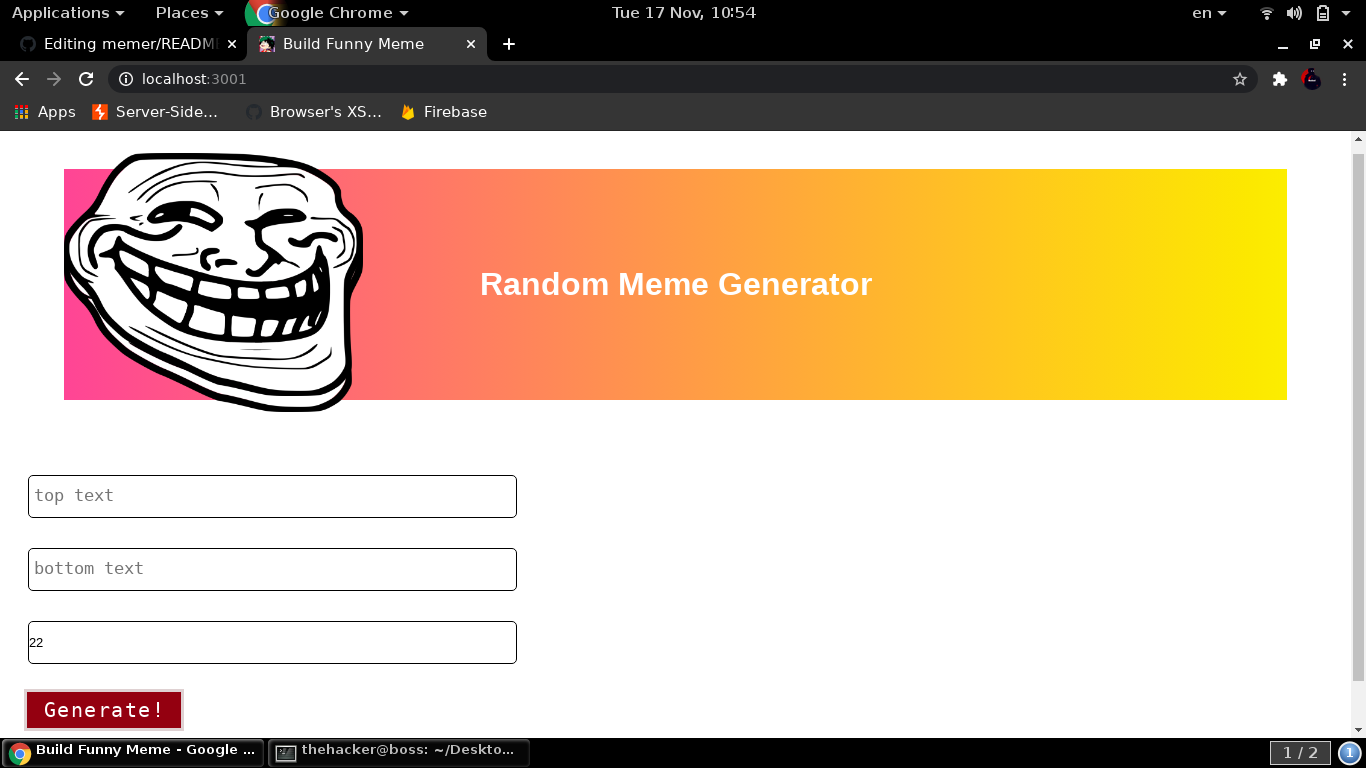 Applications Places Google Chrome Tue 17 Nov, 10:54 en
Editing memer/READM Build Funny Meme
localhost:3001
Apps Server-Side… Browser's XS… Firebase
Random Meme Generator
top text
bottom text
22
Generate!
Build Funny Meme - Google ... thehacker@boss: ~/Deskto... 1 / 2 1